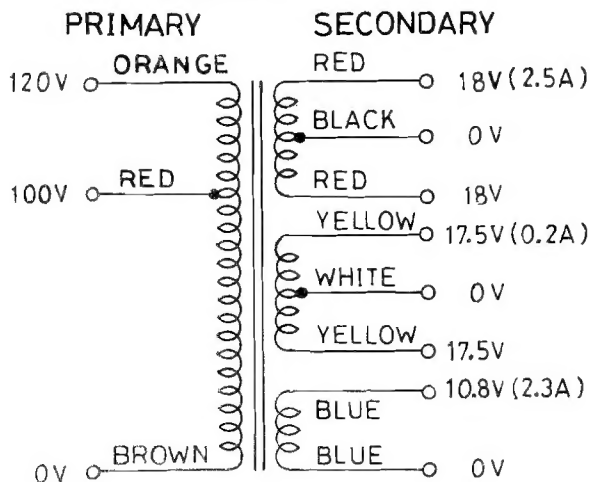 PRIMARY SECONDARY
ORANGE RED
120V 18V (2.5A)
BLACK
0V
RED RED
100V 18V
YELLOW
17.5V (0.2A)
WHITE
0V
YELLOW
17.5V
10.8V (2.3A)
BLUE
BROWN BLUE
0V 0V